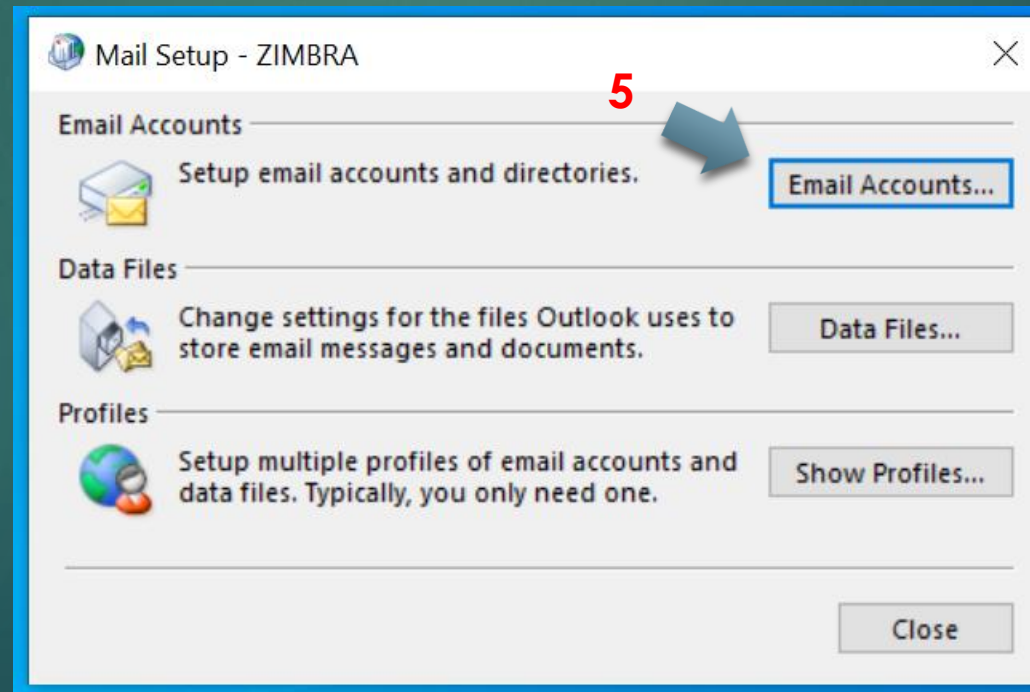 Mail Setup - ZIMBRA
5
Email Accounts
Setup email accounts and directories.
Email Accounts...
Data Files
Change settings for the files Outlook uses to
store email messages and documents.
Data Files...
Profiles
Setup multiple profiles of email accounts and
data files. Typically, you only need one.
Show Profiles...
Close